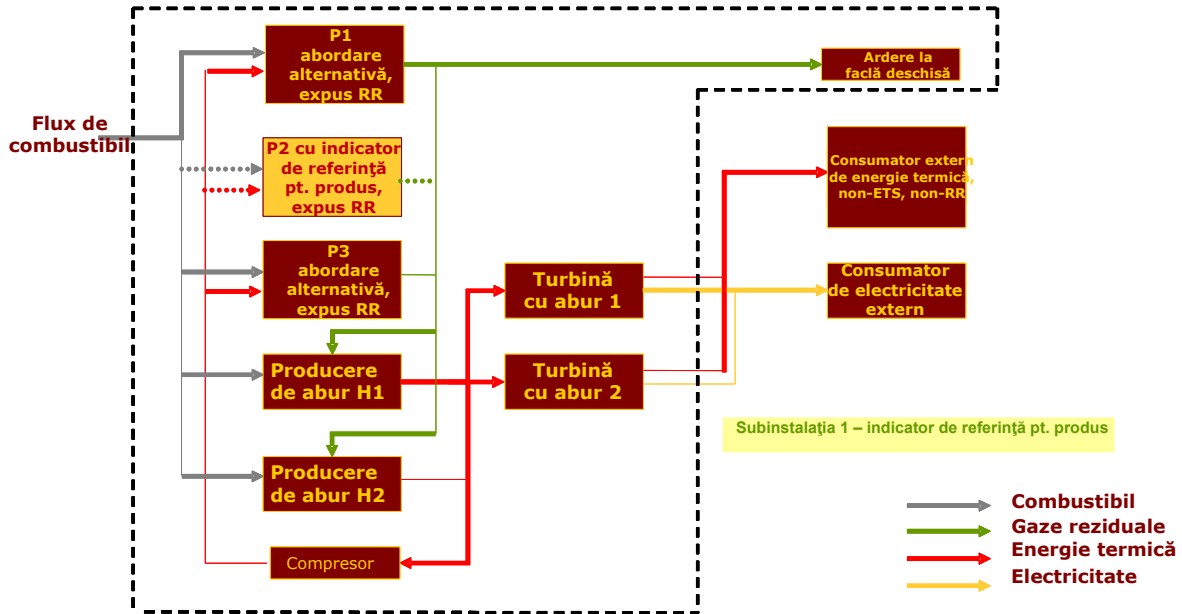 Flux de
combustibil
P1
abordare
alternativă,
expus RR
P2 cu indicator
de referinţă
pt. produs,
expus RR
P3
abordare
alternativă,
expus RR
Producere
de abur H1
Producere
de abur H2
Compresor
Turbină
cu abur 1
Turbină
cu abur 2
Ardere la
faclă deschisă
Consumator extern
de energie termică,
non-ETS, non-RR
Consumator
de electricitate
extern
Subinstalaţia 1 – indicator de referinţă pt. produs
Combustibil
Gaze reziduale
Energie termică
Electricitate